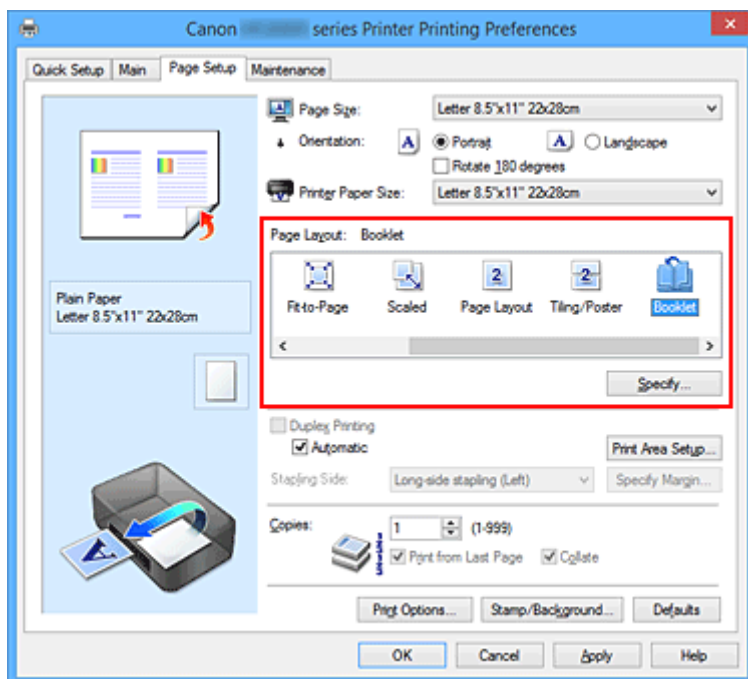 Canon series Printer Printing Preferences
Quick Setup Main Page Setup Maintenance
Page Size: Letter 8.5"x11" 22x28cm
Orientation: A Portrait A Landscape
Rotate 180 degrees
Printer Paper Size: Letter 8.5"x11" 22x28cm
Page Layout: Booklet
2 2
Fit-to-Page Scaled Page Layout Tiling/Poster Booklet
Plain Paper
Letter 8.5"x11" 22x28cm
Specify...
Duplex Printing
Automatic Print Area Setup...
Stapling Side: Long-side stapling (Left) Specify Margin...
Copies: 1 (1-999)
Print from Last Page Collate
A
Print Options... Stamp/Background... Defaults
OK Cancel Apply Help